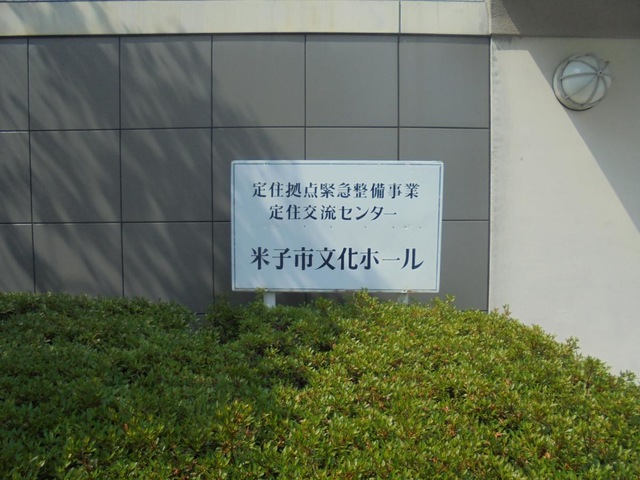 定住拠点緊急整備事業
定住交流センター
米子市文化ホール